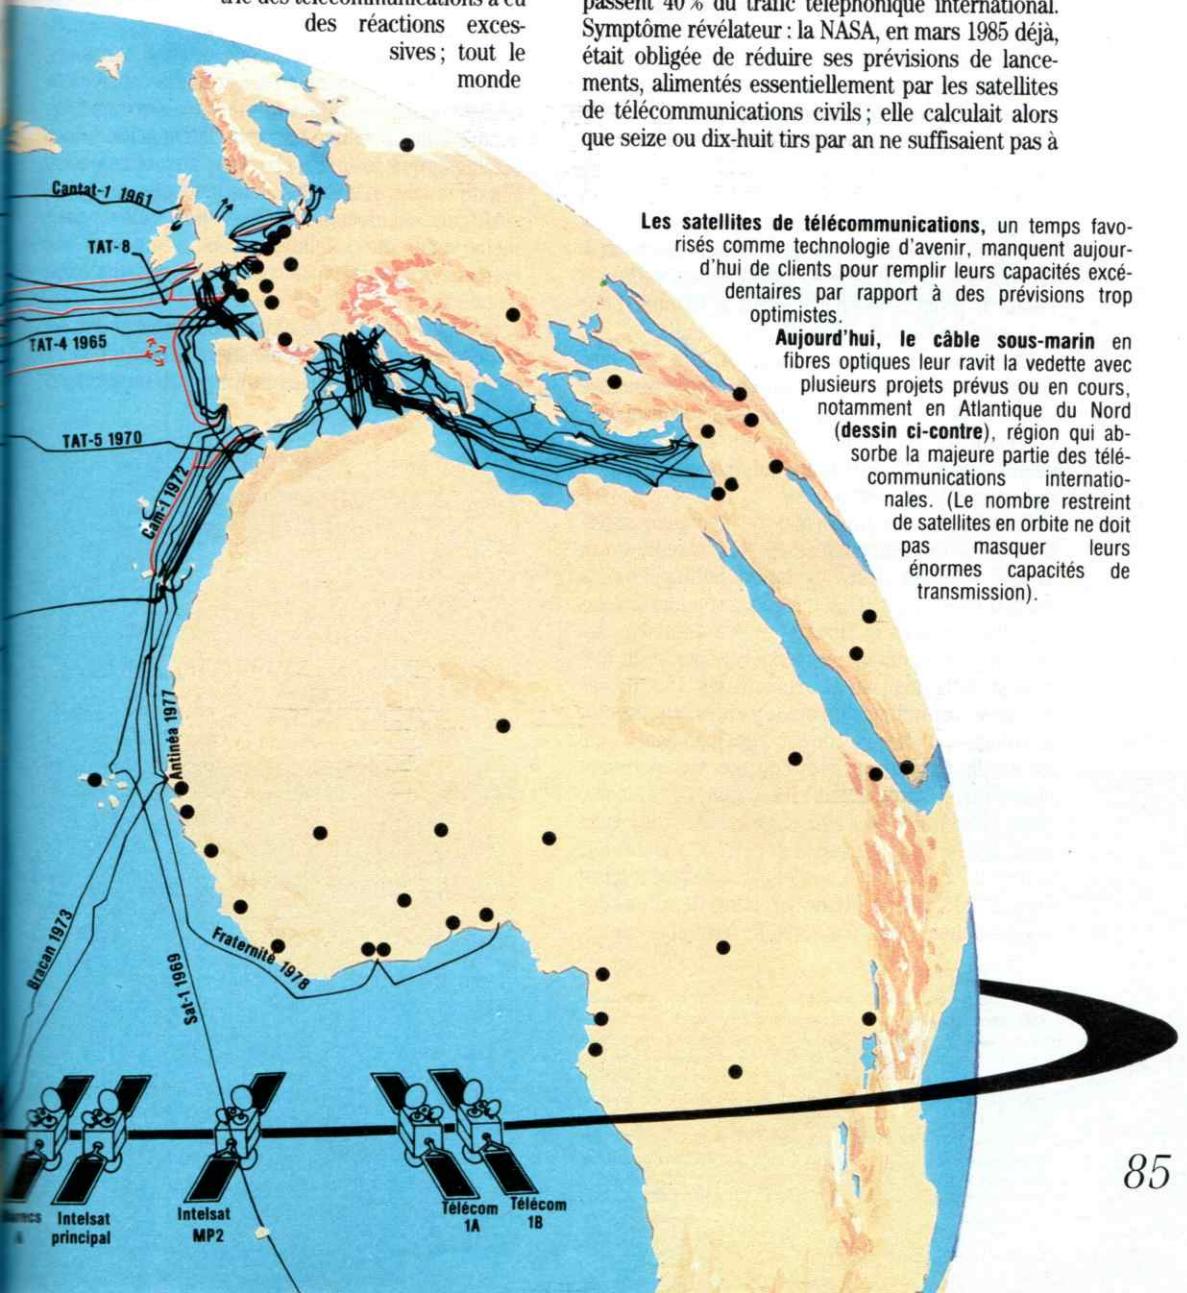 des réactions exces-
sives ; tout le
monde
passent 40 % du trafic téléphonique international.
Symptôme révélateur : la NASA, en mars 1985 déjà,
était obligée de réduire ses prévisions de lance-
ments, alimentés essentiellement par les satellites
de télécommunications civils ; elle calculait alors
que seize ou dix-huit tirs par an ne suffisaient pas à
Les satellites de télécommunications, un temps favo-
risés comme technologie d'avenir, manquent aujour-
d'hui de clients pour remplir leurs capacités excé-
dentaires par rapport à des prévisions trop
optimistes.
Aujourd'hui, le câble sous-marin en
fibres optiques leur ravit la vedette avec
plusieurs projets prévus ou en cours,
notamment en Atlantique du Nord
(dessin ci-contre), région qui ab-
sorbe la majeure partie des télé-
communications internatio-
nales. (Le nombre restreint
de satellites en orbite ne doit
pas masquer leurs
énormes capacités de
transmission).
Cantat-1 1961
TAT-8
TAT-4 1965
TAT-5 1970
Cam-1 1972
Antinéa 1977
Bracan 1973
Sat-1 1969
Fraternité 1978
Intelsat
principal
Intelsat
MP2
Télécom
1A
Télécom
1B
85